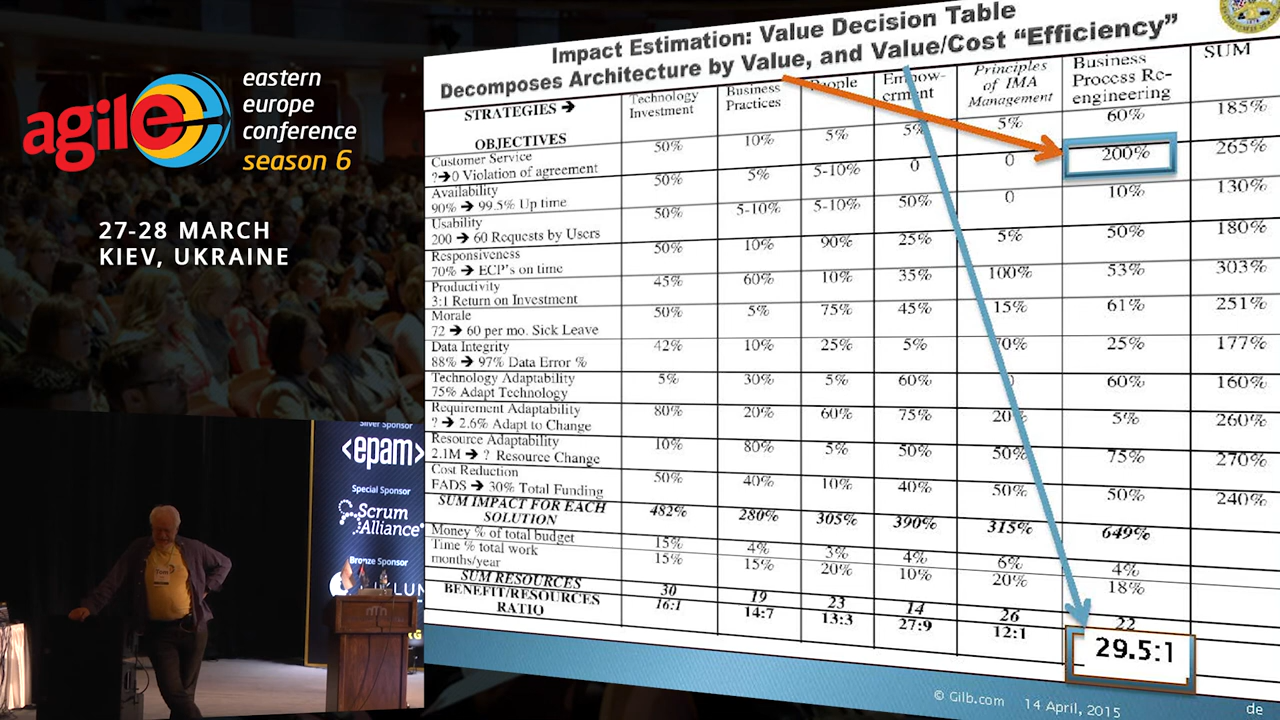 agile
eastern
europe
conference
season 6
27-28 MARCH
KIEV, UKRAINE
Silver Sponsor
<epam>
Special Sponsor
Scrum
Alliance
Bronze Sponsor
Impact Estimation: Value Decision Table
Decomposes Architecture by Value, and Value/Cost “Efficiency”
STRATEGIES ➔
OBJECTIVES
Technology
Investment
Business
Practices
People
Empow-
erment
Principles
of IMA
Management
Business
Process Re-
engineering
SUM
Customer Service
?➔0 Violation of agreement
50% 10% 5% 5% 5% 60% 185%
Availability
90% ➔ 99.5% Up time
50% 5% 5-10% 0 0 200% 265%
Usability
200 ➔ 60 Requests by Users
50% 5-10% 5-10% 50% 0 10% 130%
Responsiveness
70% ➔ ECP's on time
50% 10% 90% 25% 5% 50% 180%
Productivity
3:1 Return on Investment
45% 60% 10% 35% 100% 53% 303%
Morale
72 ➔ 60 per mo. Sick Leave
50% 5% 75% 45% 15% 61% 251%
Data Integrity
88% ➔ 97% Data Error %
42% 10% 25% 5% 70% 25% 177%
Technology Adaptability
75% Adapt Technology
5% 30% 5% 60% 60% 160%
Requirement Adaptability
? ➔ 2.6% Adapt to Change
80% 20% 60% 75% 20% 5% 260%
Resource Adaptability
2.1M ➔ ? Resource Change
10% 80% 5% 50% 50% 75% 270%
Cost Reduction
FADS ➔ 30% Total Funding
50% 40% 10% 40% 50% 50% 240%
SUM IMPACT FOR EACH
SOLUTION
482% 280% 305% 390% 315% 649%
Money % of total budget
15% 4% 3% 4% 6% 4%
Time % total work
months/year
15% 15% 20% 10% 20% 18%
SUM RESOURCES
30 19 23 14 26 22
BENEFIT/RESOURCES
RATIO
16:1 14:7 13:3 27:9 12:1 29.5:1
© Gilb.com 14 April, 2015 de